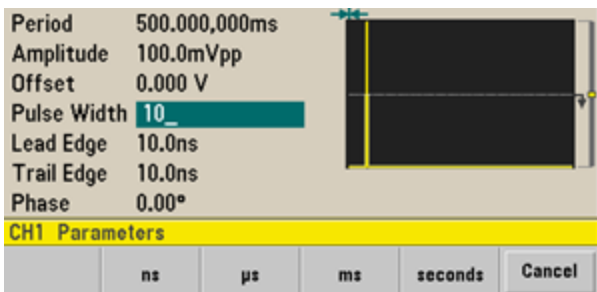 Period 500.000,000ms
Amplitude 100.0mVpp
Offset 0.000 V
Pulse Width 10_
Lead Edge 10.0ns
Trail Edge 10.0ns
Phase 0.00°
CH1 Parameters
ns µs ms seconds Cancel